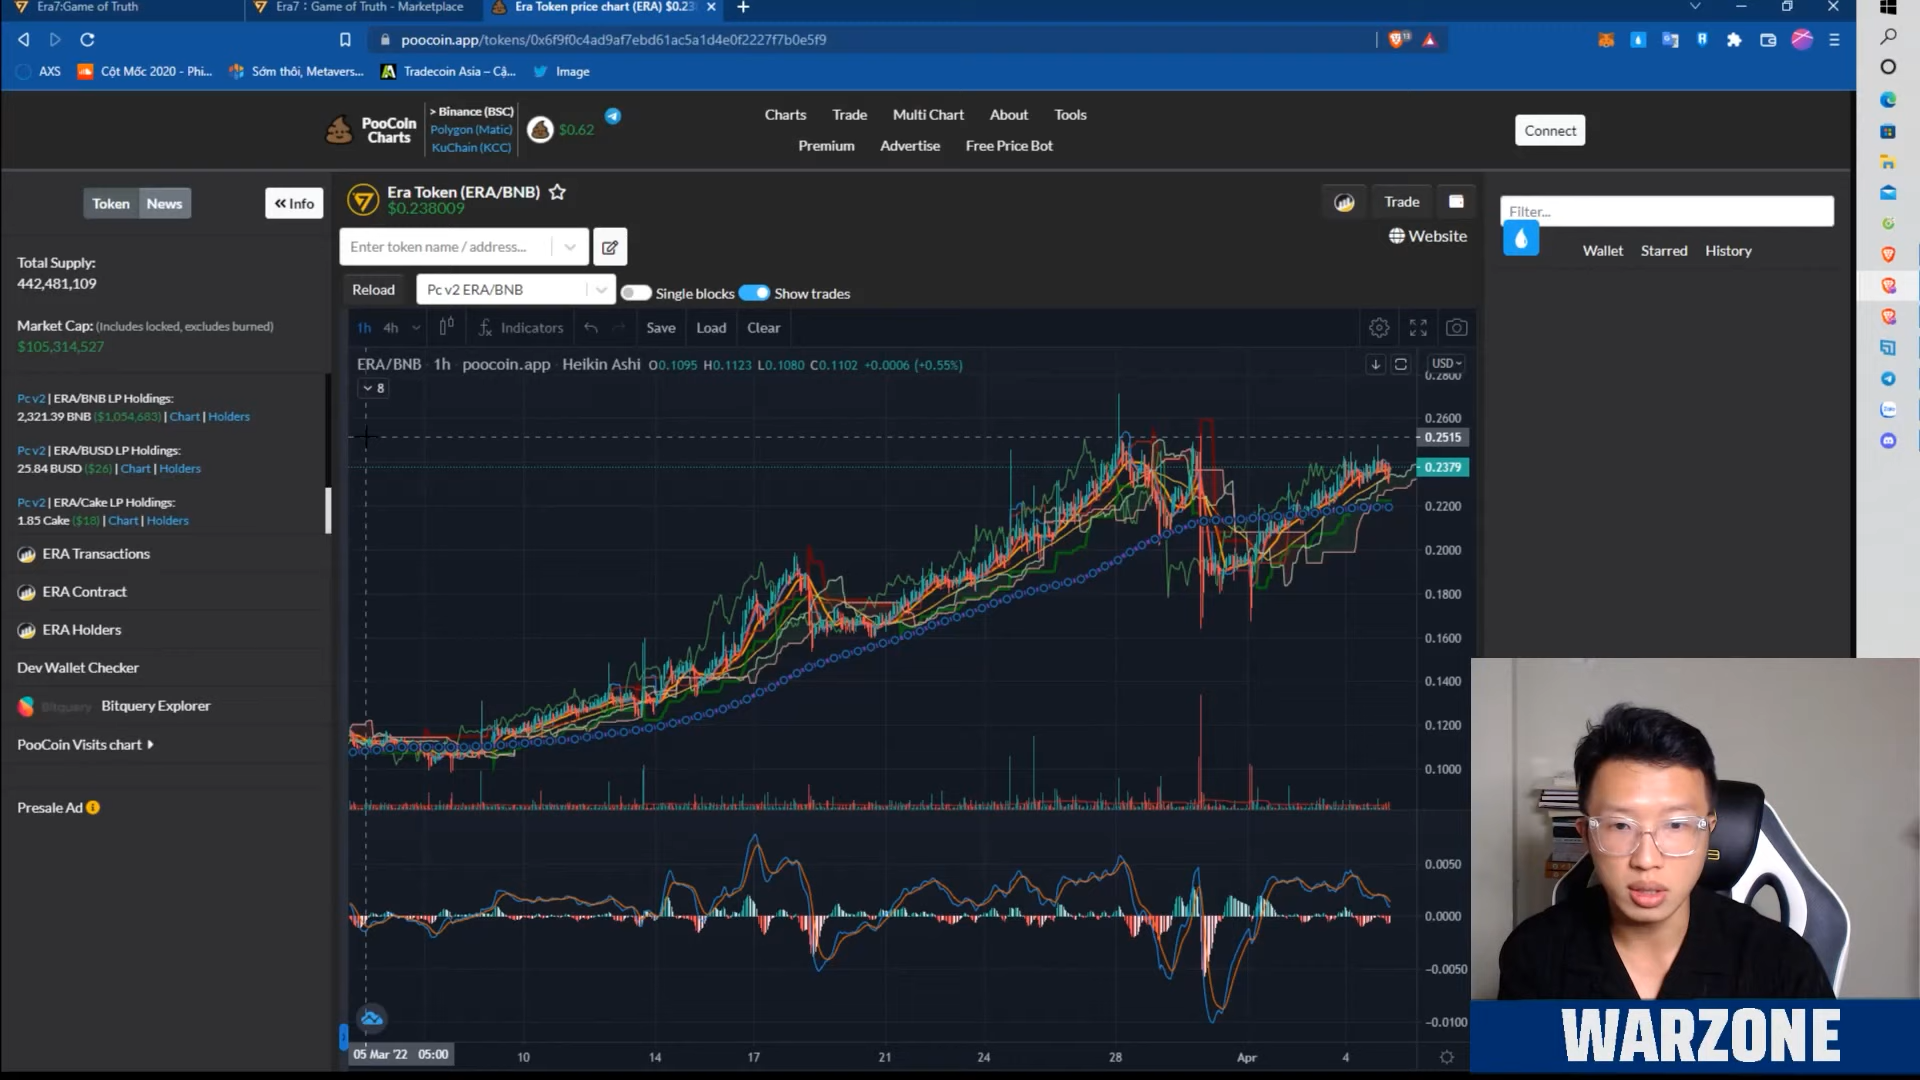 Era7:Game of Truth
Era7 : Game of Truth - Marketplace
Era Token price chart (ERA) $0.23
poocoin.app/tokens/0x6f9f0c4ad9af7ebd61ac5a1d4e0f2227f7b0e5f9
13
AXS
Cột Mốc 2020 - Phi...
Sớm thôi, Metavers...
Tradecoin Asia – Cậ...
Image
PooCoin
Charts
> Binance (BSC)
Polygon (Matic)
KuChain (KCC)
$0.62
Charts
Trade
Multi Chart
About
Tools
Premium
Advertise
Free Price Bot
Connect
Token
News
« Info
Era Token (ERA/BNB)
$0.238009
Trade
Website
Enter token name / address...
Filter...
Wallet
Starred
History
Total Supply:
442,481,109
Market Cap: (Includes locked, excludes burned)
$105,314,527
Reload
Pc v2 ERA/BNB
Single blocks
Show trades
1h
4h
Indicators
Save
Load
Clear
ERA/BNB · 1h · poocoin.app · Heikin Ashi O0.1095 H0.1123 L0.1080 C0.1102 +0.0006 (+0.55%)
8
USD
Pc v2 | ERA/BNB LP Holdings:
2,321.39 BNB ($1,054,683) | Chart | Holders
Pc v2 | ERA/BUSD LP Holdings:
25.84 BUSD ($26) | Chart | Holders
Pc v2 | ERA/Cake LP Holdings:
1.85 Cake ($18) | Chart | Holders
ERA Transactions
ERA Contract
ERA Holders
Dev Wallet Checker
Bitquery
Bitquery Explorer
PooCoin Visits chart
Presale Ad
0.2800
0.2600
0.2515
0.2379
0.2200
0.2000
0.1800
0.1600
0.1400
0.1200
0.1000
0.0050
0.0000
−0.0050
−0.0100
05 Mar '22 05:00
10
14
17
21
24
28
Apr
4
WARZONE